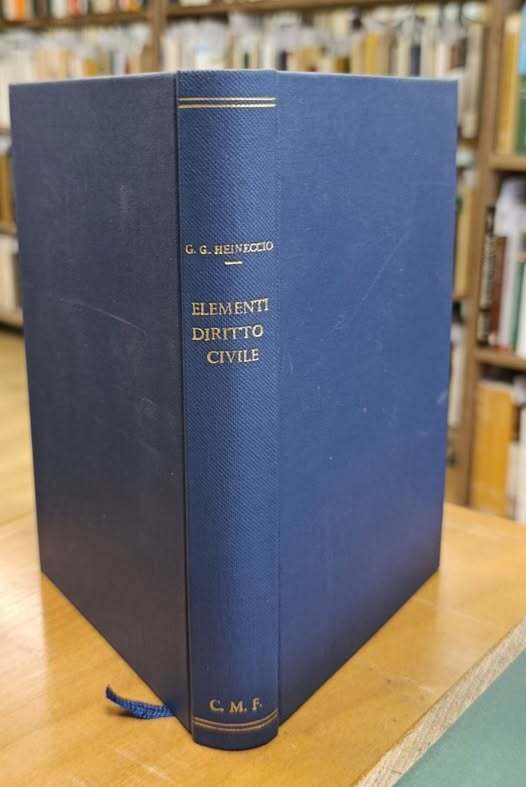 G. G. HEINECCIO
ELEMENTI
DIRITTO
CIVILE
C. M. F.